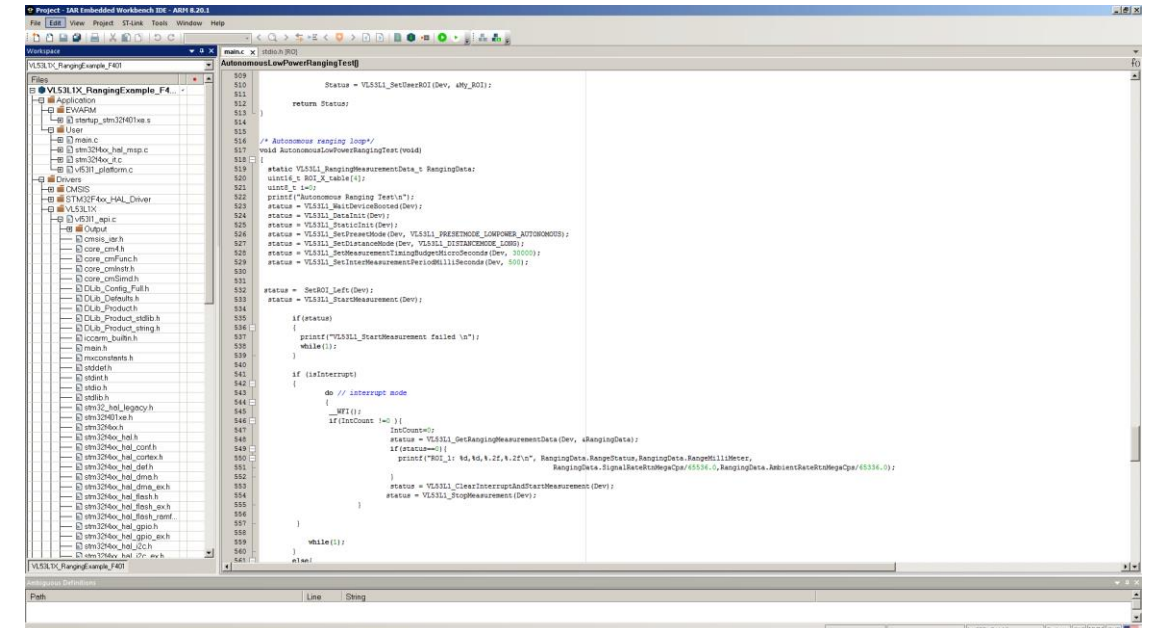 Project - IAR Embedded Workbench IDE - ARM 8.20.1
File Edit View Project ST-Link Tools Window Help
Workspace
main.c x stdio.h [RO]
VL53L1X_RangingExample_F401
AutonomousLowPowerRangingTest()
Files
VL53L1X_RangingExample_F4...
Application
EWARM
startup_stm32f401xe.s
User
main.c
stm32f4xx_hal_msp.c
stm32f4xx_it.c
vl53l1_platform.c
Drivers
CMSIS
STM32F4xx_HAL_Driver
VL53L1X
vl53l1_api.c
Output
cmsis_iar.h
core_cm4.h
core_cmFunc.h
core_cmInstr.h
core_cmSimd.h
DLib_Config_Full.h
DLib_Defaults.h
DLib_Product.h
DLib_Product_stdlib.h
DLib_Product_string.h
iccarm_builtin.h
main.h
mxconstants.h
stddef.h
stdint.h
stdio.h
stdlib.h
stm32_hal_legacy.h
stm32f401xe.h
stm32f4xx.h
stm32f4xx_hal.h
stm32f4xx_hal_conf.h
stm32f4xx_hal_cortex.h
stm32f4xx_hal_def.h
stm32f4xx_hal_dma.h
stm32f4xx_hal_dma_ex.h
stm32f4xx_hal_flash.h
stm32f4xx_hal_flash_ex.h
stm32f4xx_hal_flash_ramf...
stm32f4xx_hal_gpio.h
stm32f4xx_hal_gpio_ex.h
stm32f4xx_hal_i2c.h
stm32f4xx_hal_i2c_ex.h
VL53L1X_RangingExample_F401
509
510 Status = VL53L1_SetUserROI(Dev, &My_ROI);
511
512 return Status;
513 }
514
515
516 /* Autonomous ranging loop*/
517 void AutonomousLowPowerRangingTest(void)
518 {
519 static VL53L1_RangingMeasurementData_t RangingData;
520 uint16_t ROI_X_table[4];
521 uint8_t i=0;
522 printf("Autonomous Ranging Test\n");
523 status = VL53L1_WaitDeviceBooted(Dev);
524 status = VL53L1_DataInit(Dev);
525 status = VL53L1_StaticInit(Dev);
526 status = VL53L1_SetPresetMode(Dev, VL53L1_PRESETMODE_LOWPOWER_AUTONOMOUS);
527 status = VL53L1_SetDistanceMode(Dev, VL53L1_DISTANCEMODE_LONG);
528 status = VL53L1_SetMeasurementTimingBudgetMicroSeconds(Dev, 30000);
529 status = VL53L1_SetInterMeasurementPeriodMilliSeconds(Dev, 500);
530
531
532 status = SetROI_Left(Dev);
533 status = VL53L1_StartMeasurement(Dev);
534
535 if(status)
536 {
537 printf("VL53L1_StartMeasurement failed \n");
538 while(1);
539 }
540
541 if (isInterrupt)
542 {
543 do // interrupt mode
544 {
545 __WFI();
546 if(IntCount !=0 ){
547 IntCount=0;
548 status = VL53L1_GetRangingMeasurementData(Dev, &RangingData);
549 if(status==0){
550 printf("ROI_1: %d,%d,%.2f,%.2f\n", RangingData.RangeStatus,RangingData.RangeMilliMeter,
551 RangingData.SignalRateRtnMegaCps/65536.0,RangingData.AmbientRateRtnMegaCps/65336.0);
552 }
553 status = VL53L1_ClearInterruptAndStartMeasurement(Dev);
554 status = VL53L1_StopMeasurement(Dev);
555 }
556
557 }
558
559 while(1);
560 }
561 else{
Ambiguous Definitions
Path Line String